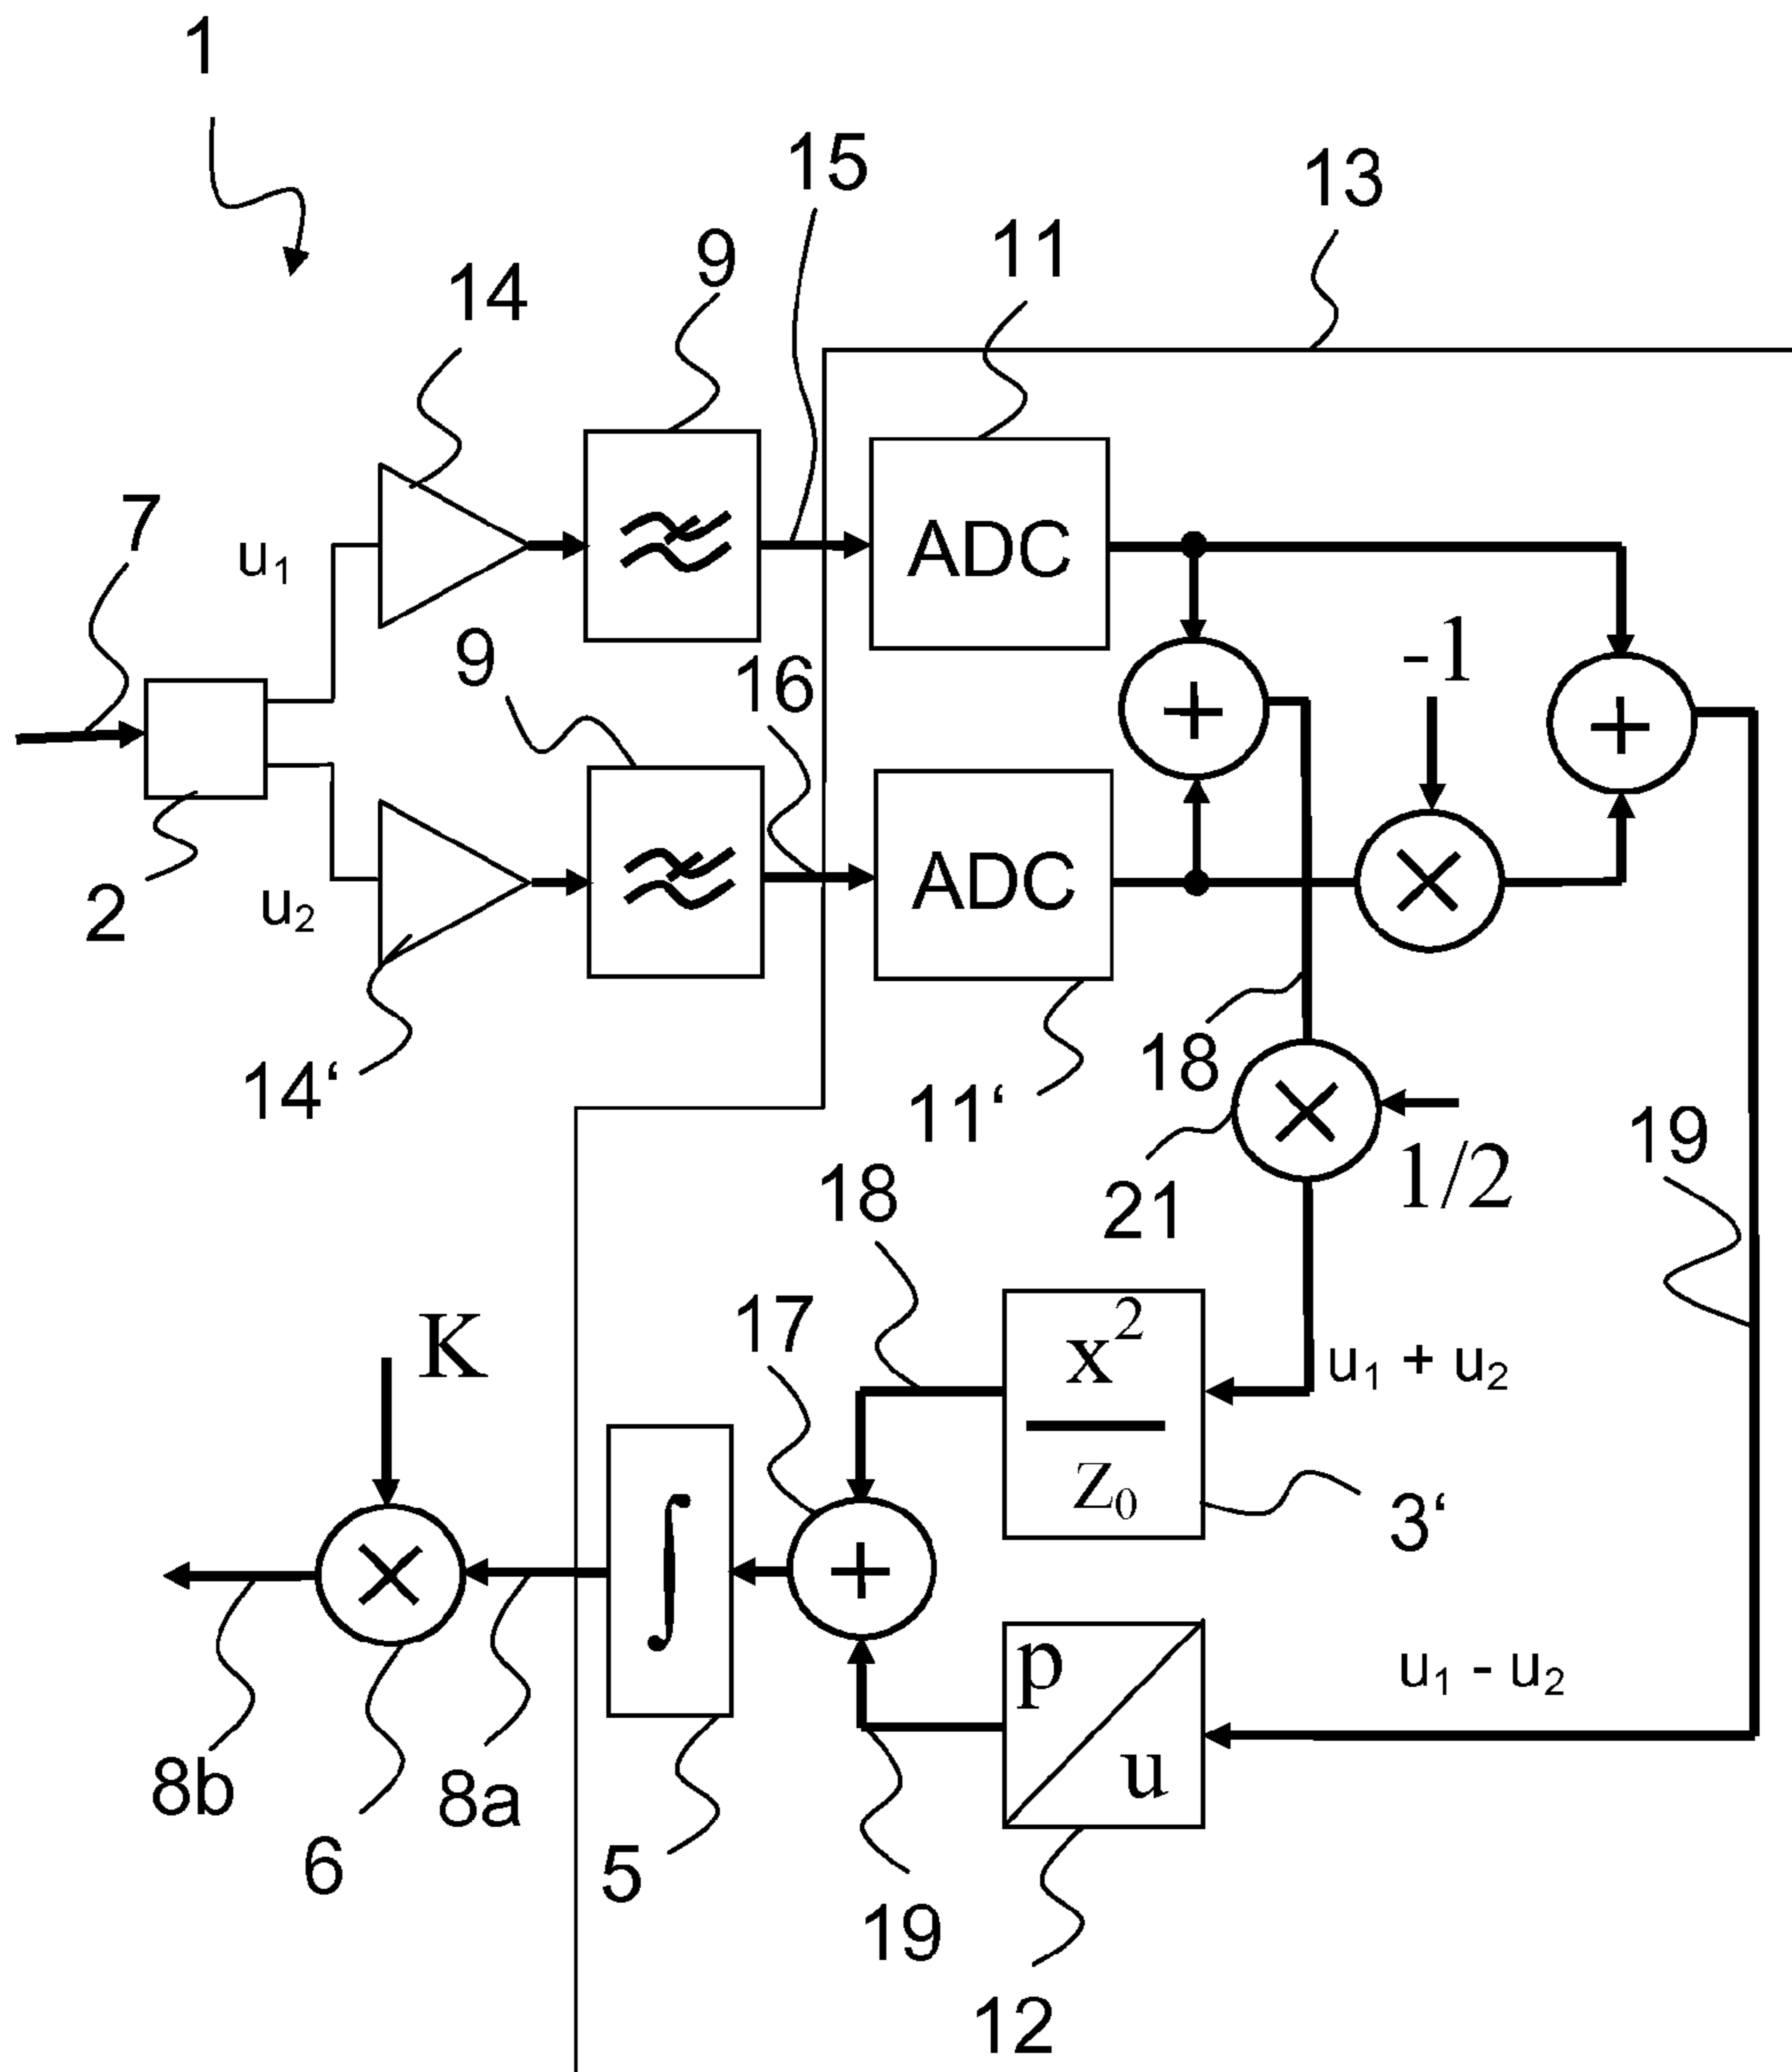 1
15
13
9
11
14
7
u₁
ADC
9
16
-1
+
+
2
u₂
ADC
×
14‘
11‘
18
×
19
18
21
1/2
K
17
x²
Z₀
u₁ + u₂
3‘
×
∫
+
p
u
u₁ - u₂
8b
8a
6
5
19
12